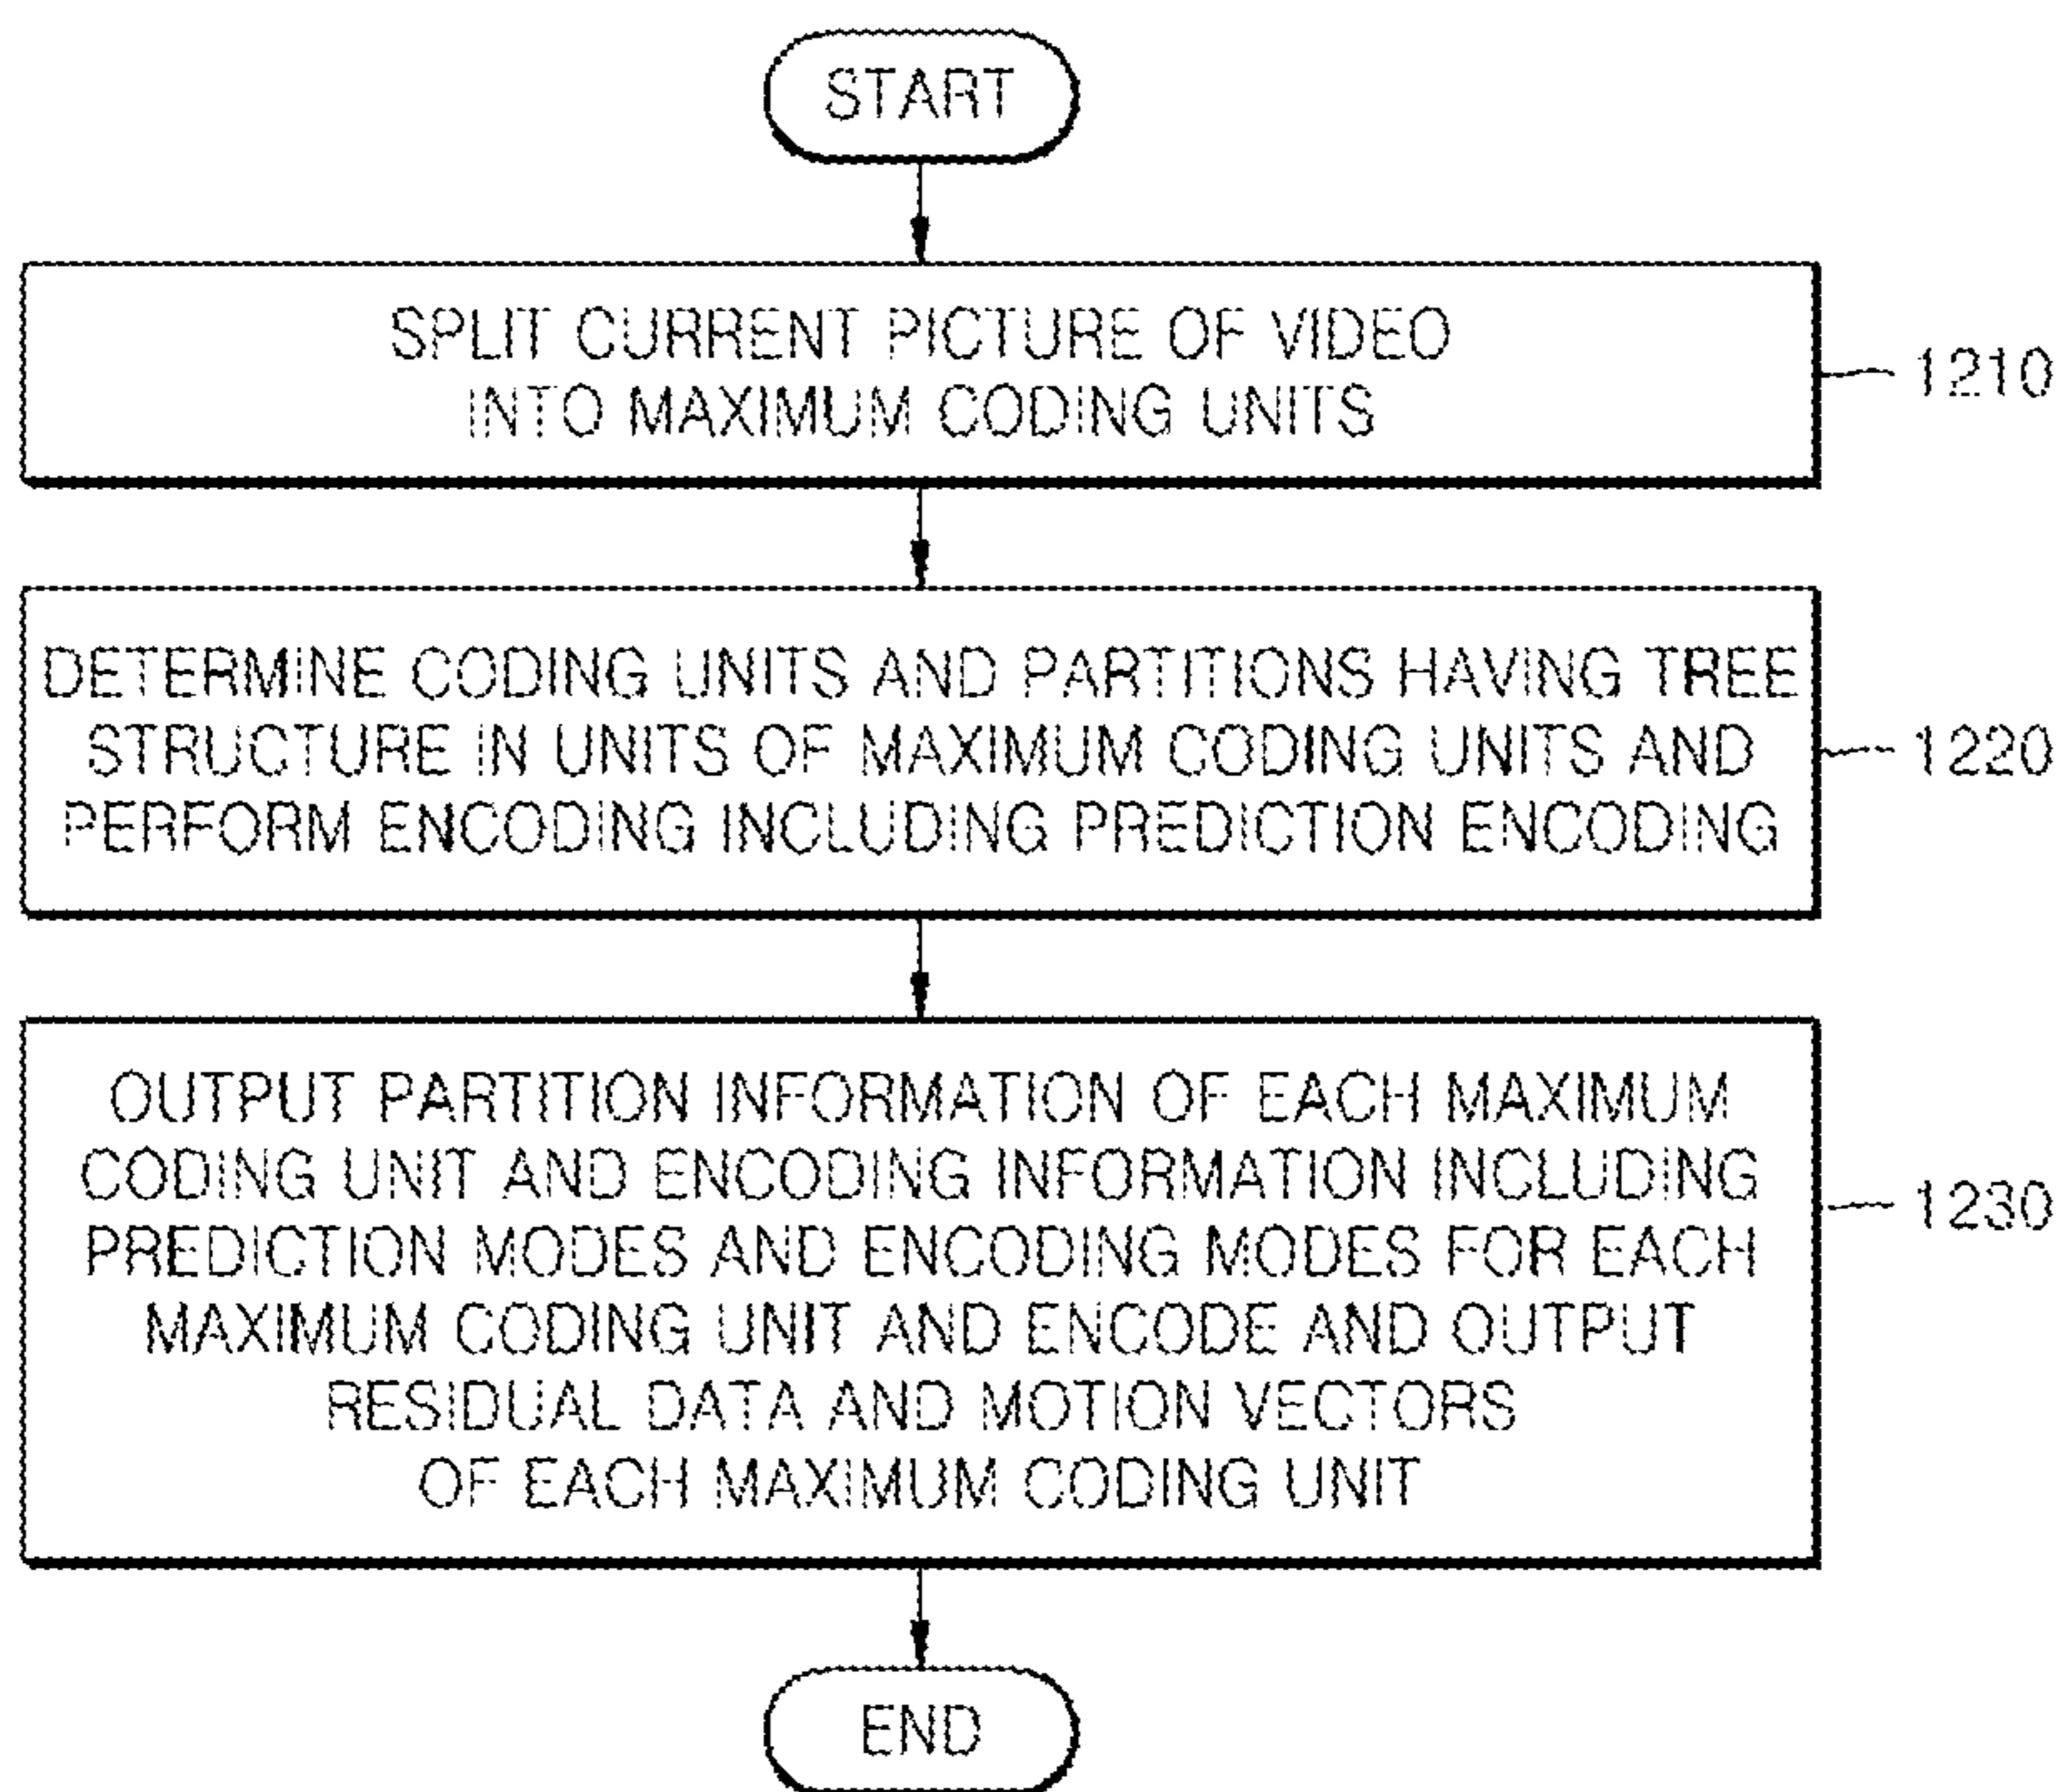 START
SPLIT CURRENT PICTURE OF VIDEO
INTO MAXIMUM CODING UNITS
1210
DETERMINE CODING UNITS AND PARTITIONS HAVING TREE
STRUCTURE IN UNITS OF MAXIMUM CODING UNITS AND
PERFORM ENCODING INCLUDING PREDICTION ENCODING
1220
OUTPUT PARTITION INFORMATION OF EACH MAXIMUM
CODING UNIT AND ENCODING INFORMATION INCLUDING
PREDICTION MODES AND ENCODING MODES FOR EACH
MAXIMUM CODING UNIT AND ENCODE AND OUTPUT
RESIDUAL DATA AND MOTION VECTORS
OF EACH MAXIMUM CODING UNIT
1230
END